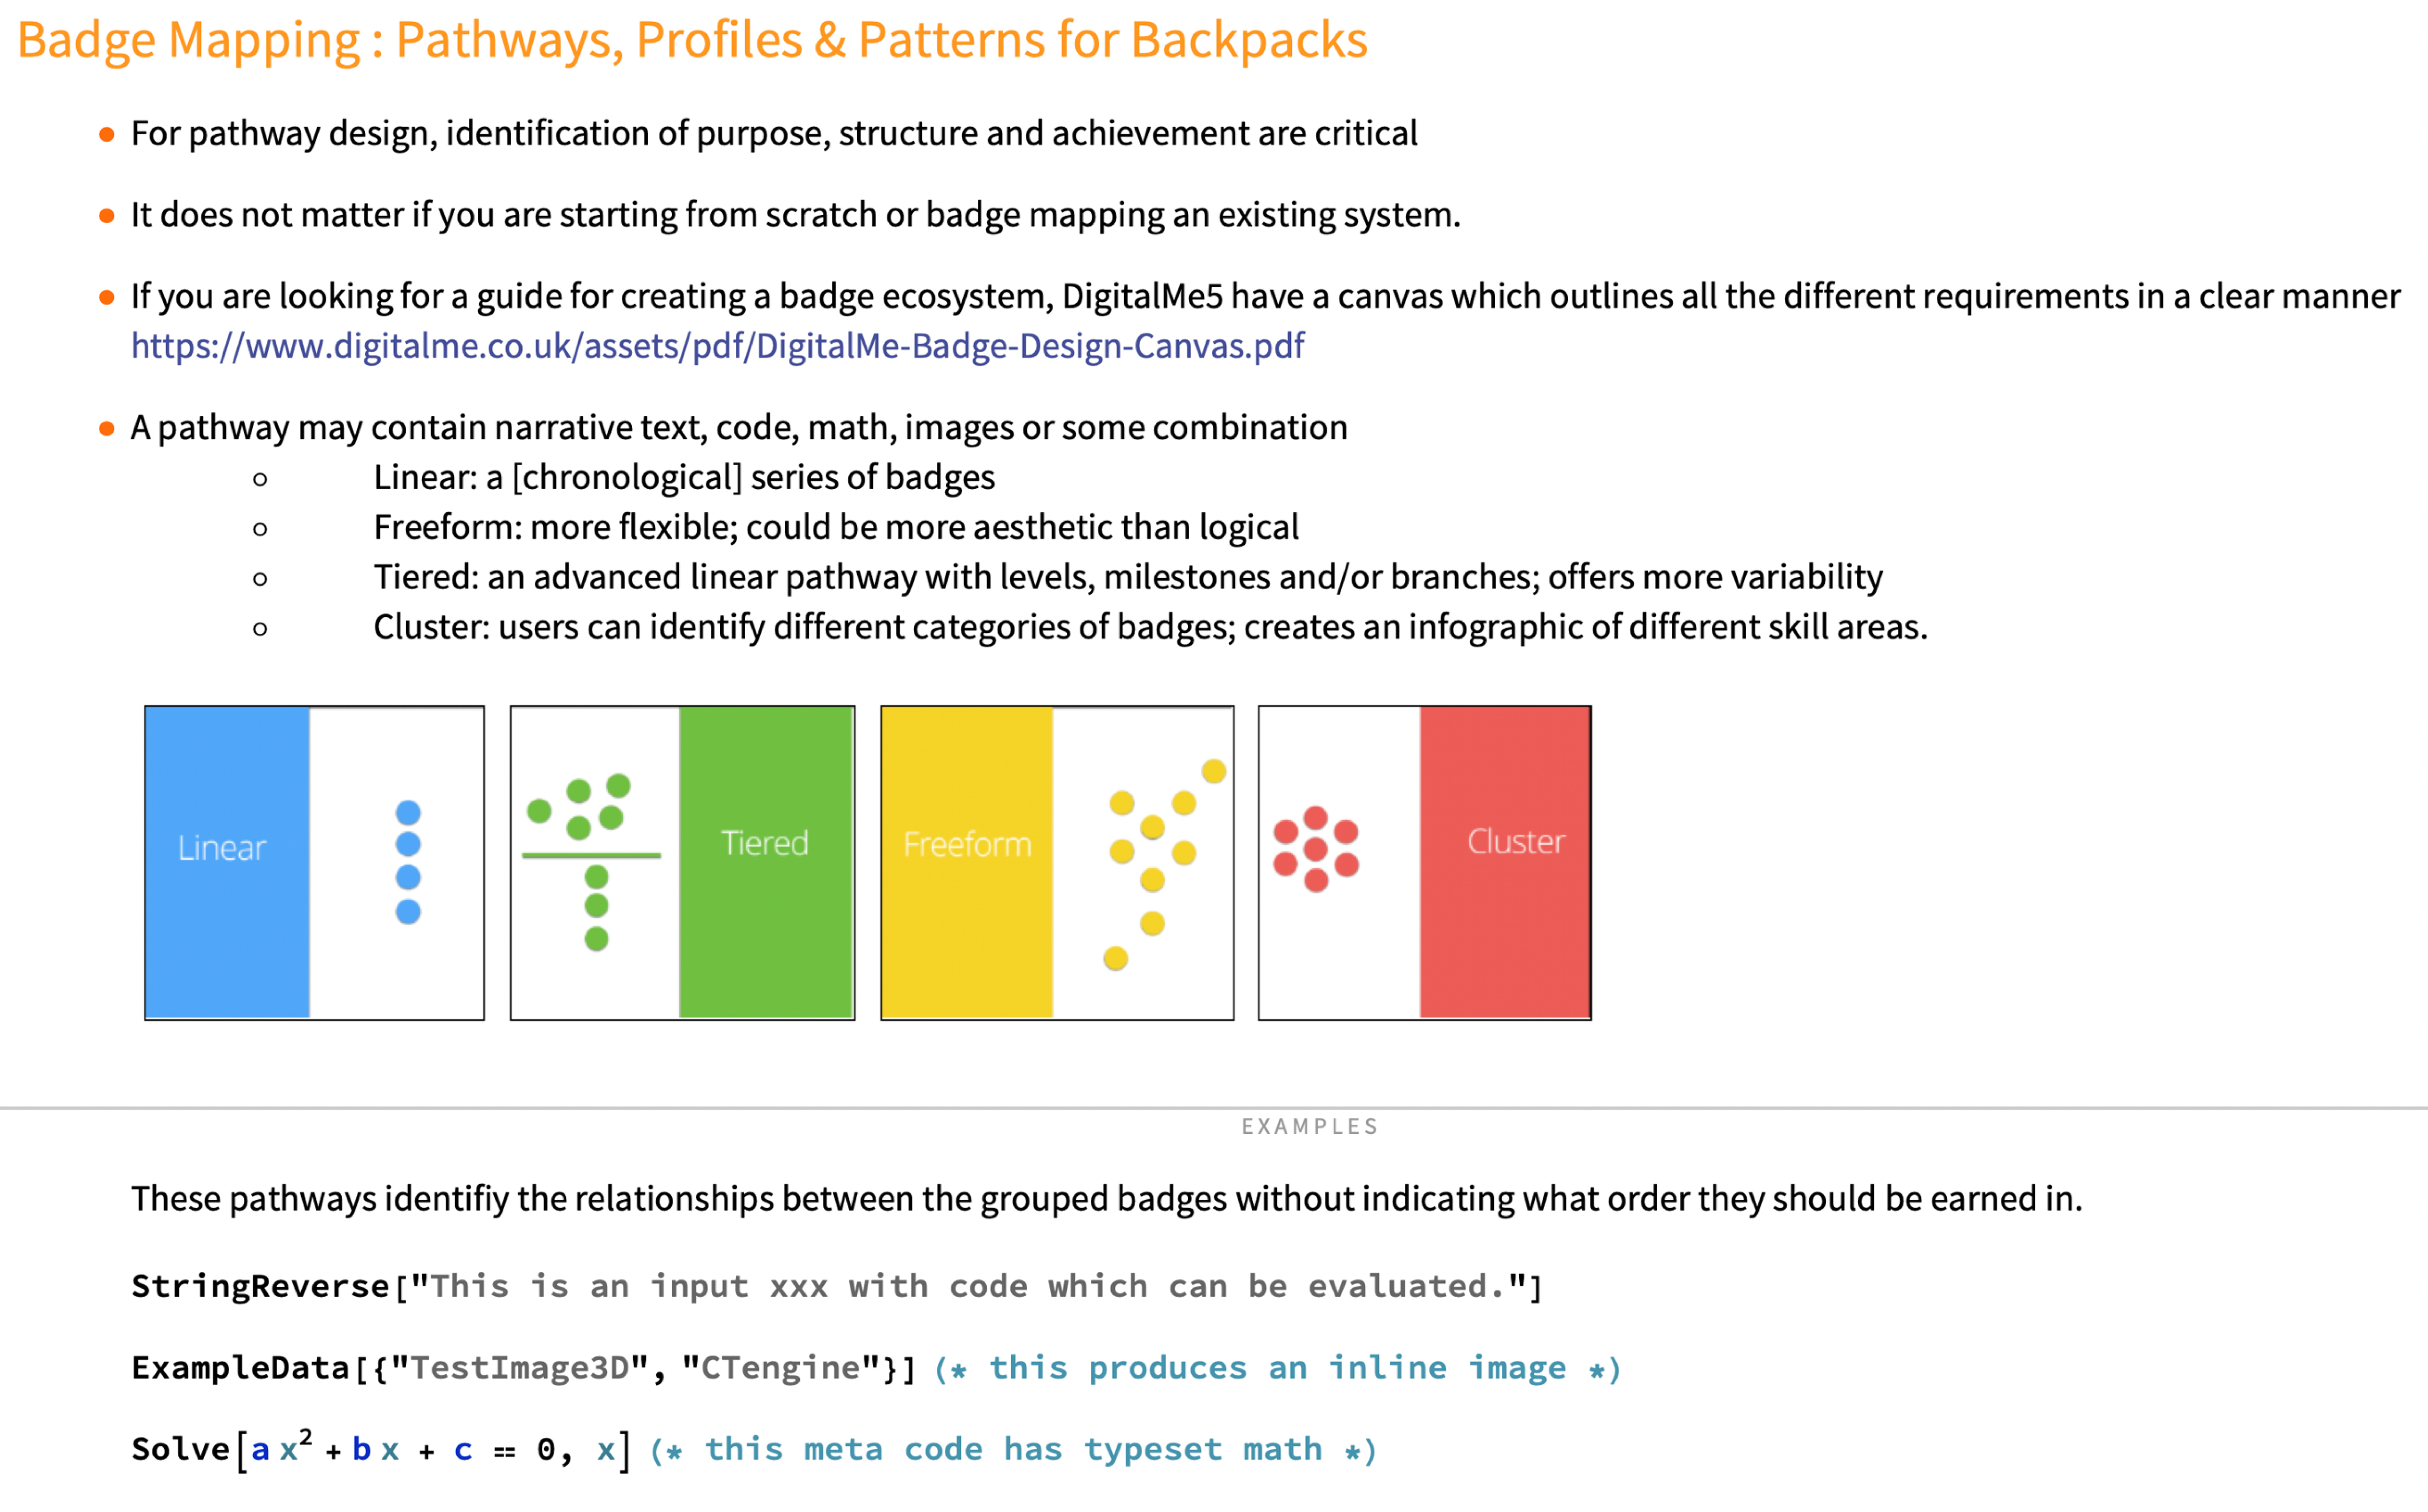 Badge Mapping : Pathways, Profiles & Patterns for Backpacks
For pathway design, identification of purpose, structure and achievement are critical
It does not matter if you are starting from scratch or badge mapping an existing system.
If you are looking for a guide for creating a badge ecosystem, DigitalMe5 have a canvas which outlines all the different requirements in a clear manner
https://www.digitalme.co.uk/assets/pdf/DigitalMe-Badge-Design-Canvas.pdf
A pathway may contain narrative text, code, math, images or some combination
Linear: a [chronological] series of badges
Freeform: more flexible; could be more aesthetic than logical
Tiered: an advanced linear pathway with levels, milestones and/or branches; offers more variability
Cluster: users can identify different categories of badges; creates an infographic of different skill areas.
Linear
Tiered
Freeform
Cluster
EXAMPLES
These pathways identifiy the relationships between the grouped badges without indicating what order they should be earned in.
StringReverse["This is an input xxx with code which can be evaluated."]
ExampleData[{"TestImage3D", "CTengine"}] (* this produces an inline image *)
Solve[a x² + b x + c == 0, x] (* this meta code has typeset math *)